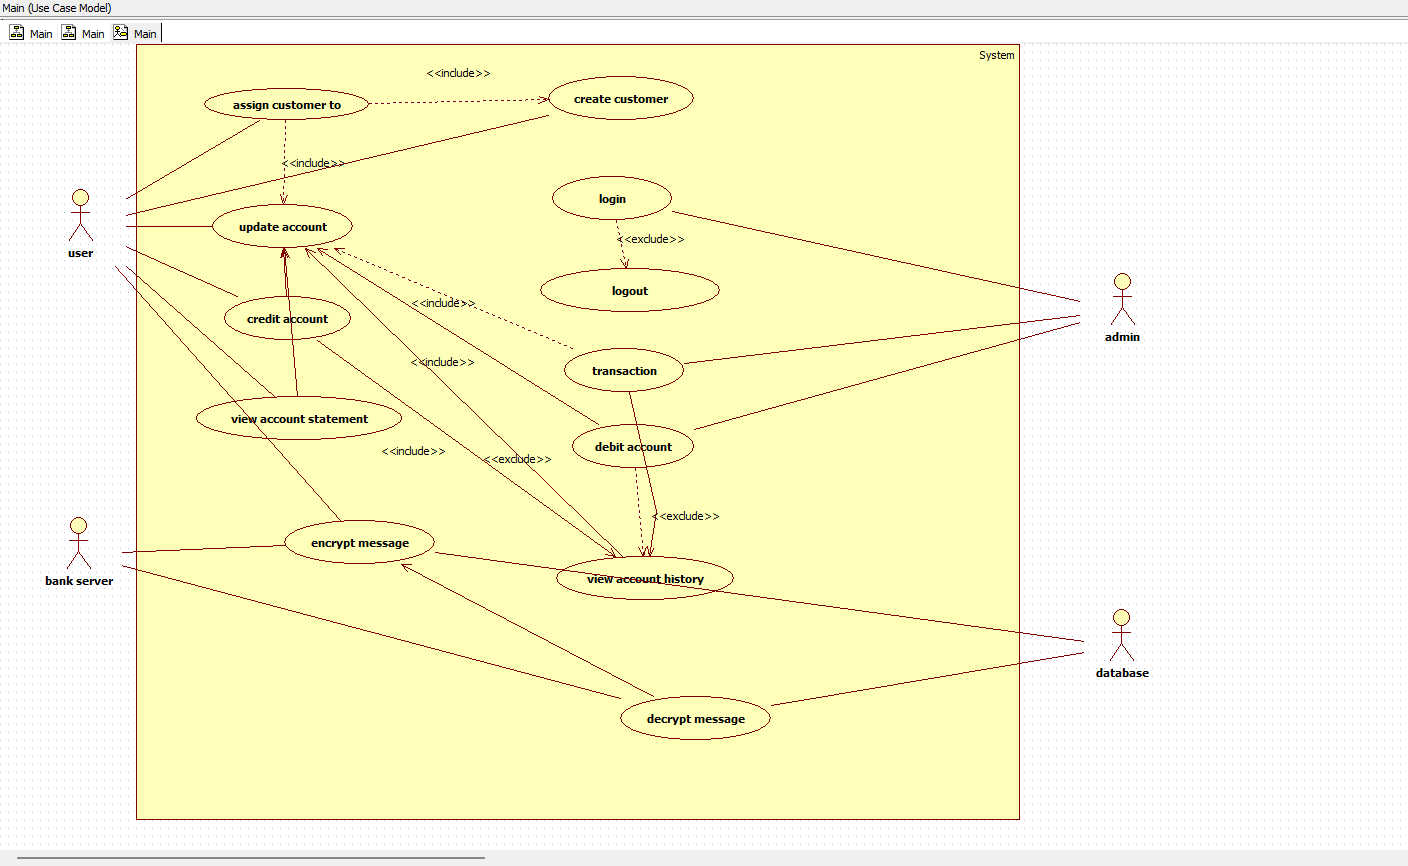 Main (Use Case Model)
Main Main Main
System
<<include>>
assign customer to
create customer
<<include>>
login
update account
<<exclude>>
user
logout
<<include>>
credit account
admin
<<include>>
transaction
view account statement
debit account
<<include>>
<<exclude>>
<<exclude>>
encrypt message
bank server
view account history
database
decrypt message